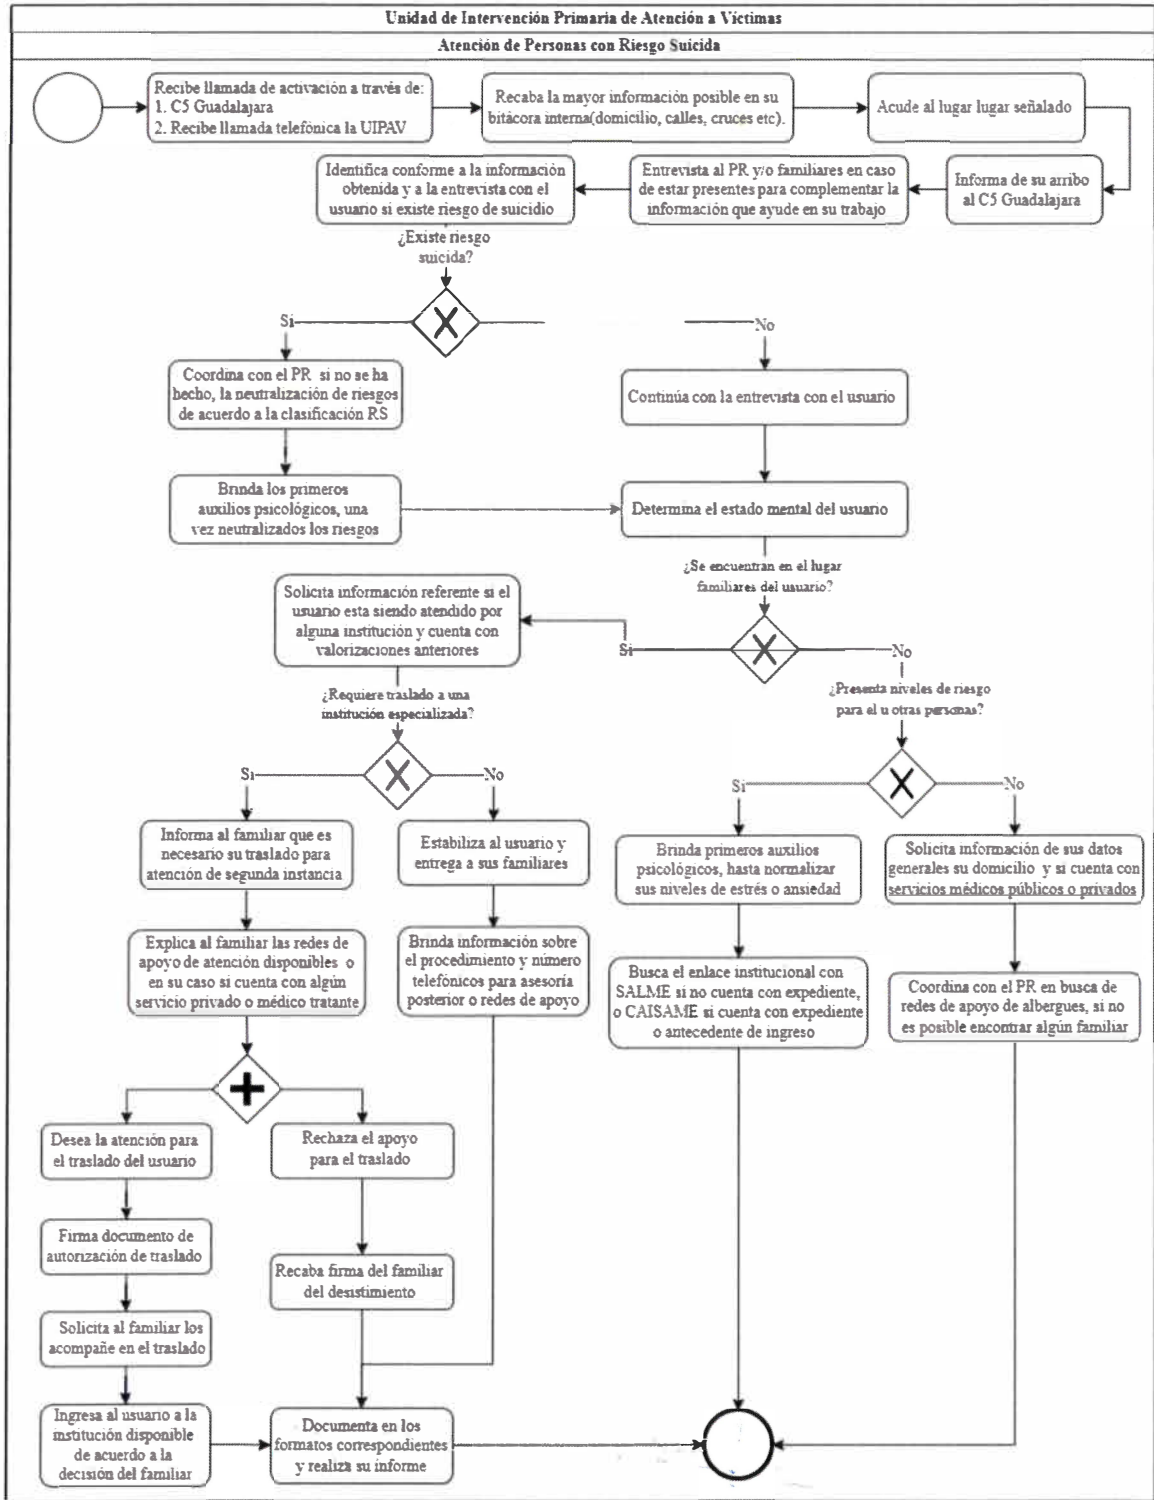 Unidad de Intervención Primaria de Atención a Víctimas
Atención de Personas con Riesgo Suicida
Recibe llamada de activación a través de:
1. C5 Guadalajara
2. Recibe llamada telefónica la UIPAV
Recaba la mayor información posible en su
bitácora interna(domicilio, calles, cruces etc).
Acude al lugar lugar señalado
Informa de su arribo
al C5 Guadalajara
Entrevista al PR y/o familiares en caso
de estar presentes para complementar la
información que ayude en su trabajo
Identifica conforme a la información
obtenida y a la entrevista con el
usuario si existe riesgo de suicidio
¿Existe riesgo
suicida?
Si
No
Coordina con el PR si no se ha
hecho, la neutralización de riesgos
de acuerdo a la clasificación RS
Continúa con la entrevista con el usuario
Brinda los primeros
auxilios psicológicos, una
vez neutralizados los riesgos
Determina el estado mental del usuario
¿Se encuentran en el lugar
familiares del usuario?
Solicita información referente si el
usuario esta siendo atendido por
alguna institución y cuenta con
valorizaciones anteriores
Si
No
¿Requiere traslado a una
institución especializada?
¿Presenta niveles de riesgo
para el u otras personas?
Si
No
Si
No
Informa al familiar que es
necesario su traslado para
atención de segunda instancia
Estabiliza al usuario y
entrega a sus familiares
Brinda primeros auxilios
psicológicos, hasta normalizar
sus niveles de estrés o ansiedad
Solicita información de sus datos
generales su domicilio y si cuenta con
servicios médicos públicos o privados
Explica al familiar las redes de
apoyo de atención disponibles o
en su caso si cuenta con algún
servicio privado o médico tratante
Brinda información sobre
el procedimiento y número
telefónicos para asesoría
posterior o redes de apoyo
Busca el enlace institucional con
SALME si no cuenta con expediente,
o CAISAME si cuenta con expediente
o antecedente de ingreso
Coordina con el PR en busca de
redes de apoyo de albergues, si no
es posible encontrar algún familiar
Desea la atención para
el traslado del usuario
Rechaza el apoyo
para el traslado
Firma documento de
autorización de traslado
Recaba firma del familiar
del desistimiento
Solicita al familiar los
acompañe en el traslado
Ingresa al usuario a la
institución disponible
de acuerdo a la
decisión del familiar
Documenta en los
formatos correspondientes
y realiza su informe